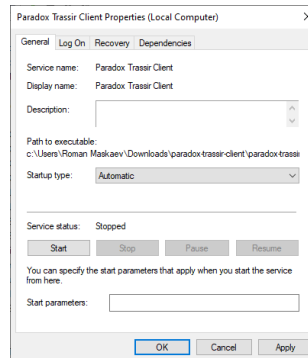 Paradox Trassir Client Properties (Local Computer)
General Log On Recovery Dependencies
Service name: Paradox Trassir Client
Display name: Paradox Trassir Client
Description:
Path to executable:
c:\Users\Roman Maskaev\Downloads\paradox-trassir-client\paradox-trassir
Startup type: Automatic
Service status: Stopped
Start Stop Pause Resume
You can specify the start parameters that apply when you start the service
from here.
Start parameters:
OK Cancel Apply